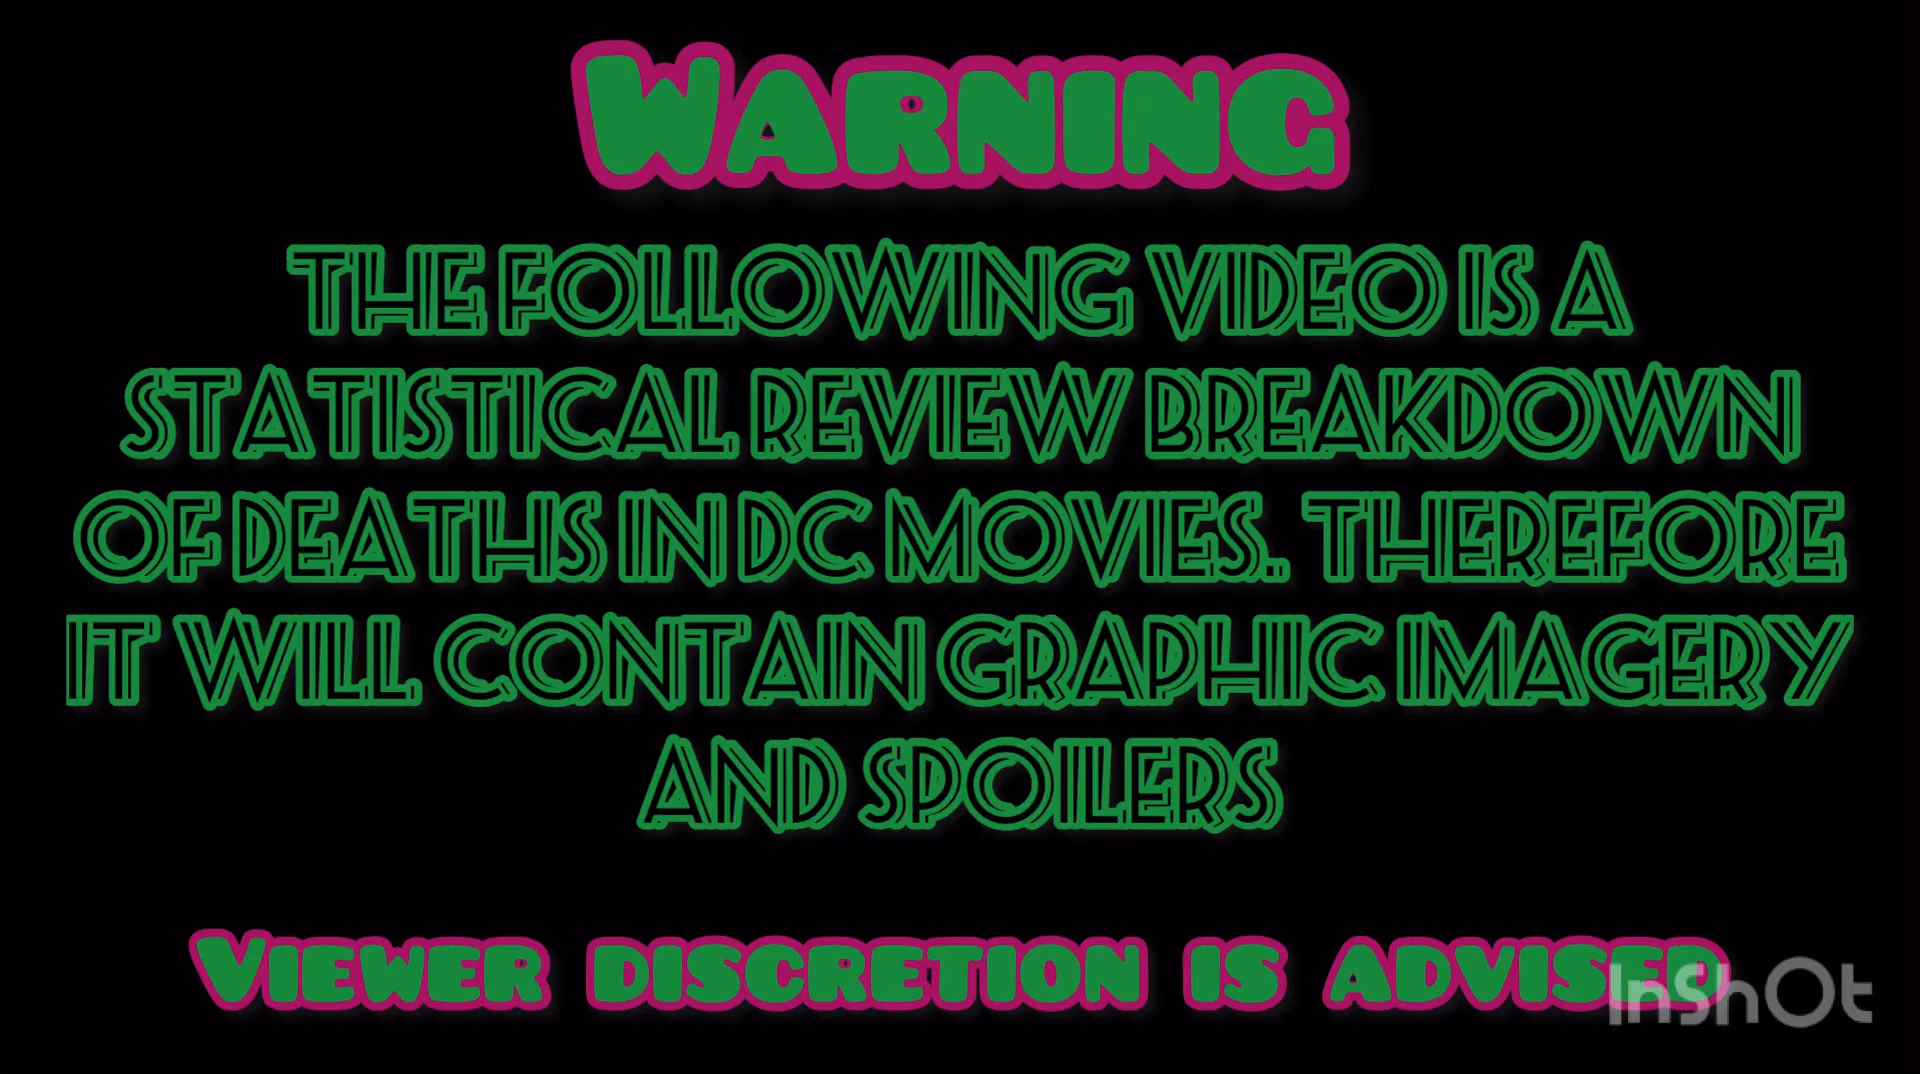 WARNING
THE FOLLOWING VIDEO IS A
STATISTICAL REVIEW BREAKDOWN
OF DEATHS IN DC MOVIES.. THEREFORE
IT WILL CONTAIN GRAPHIC IMAGERY
AND SPOILERS
VIEWER DISCRETION IS ADVISED
InShOt